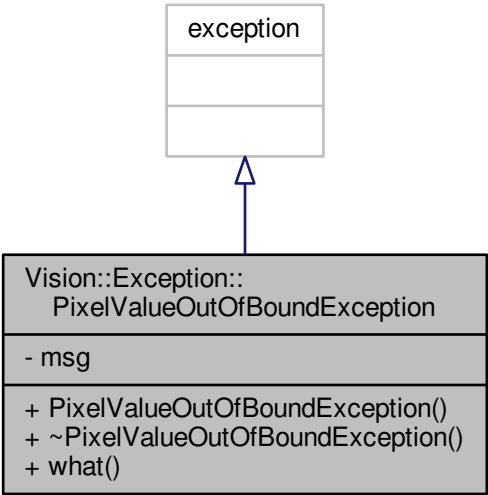 exception
Vision::Exception::
PixelValueOutOfBoundException
- msg
+ PixelValueOutOfBoundException()
+ ~PixelValueOutOfBoundException()
+ what()